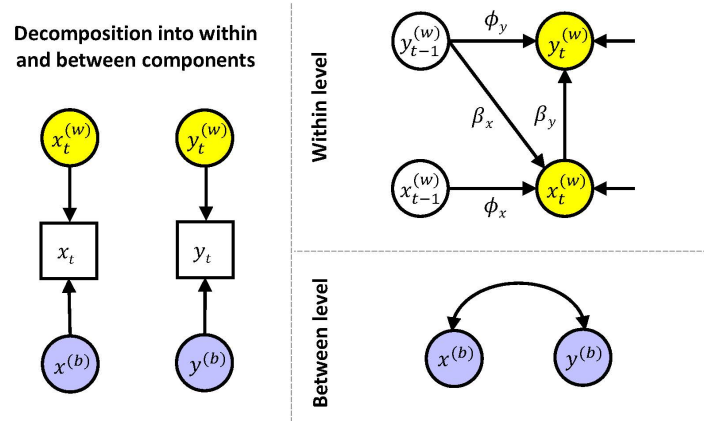 Decomposition into within
and between components
x_t^{(w)}
y_t^{(w)}
x_t
y_t
x^{(b)}
y^{(b)}
Within level
y_{t-1}^{(w)}
ϕ_y
y_t^{(w)}
β_x
β_y
x_{t-1}^{(w)}
ϕ_x
x_t^{(w)}
Between level
x^{(b)}
y^{(b)}